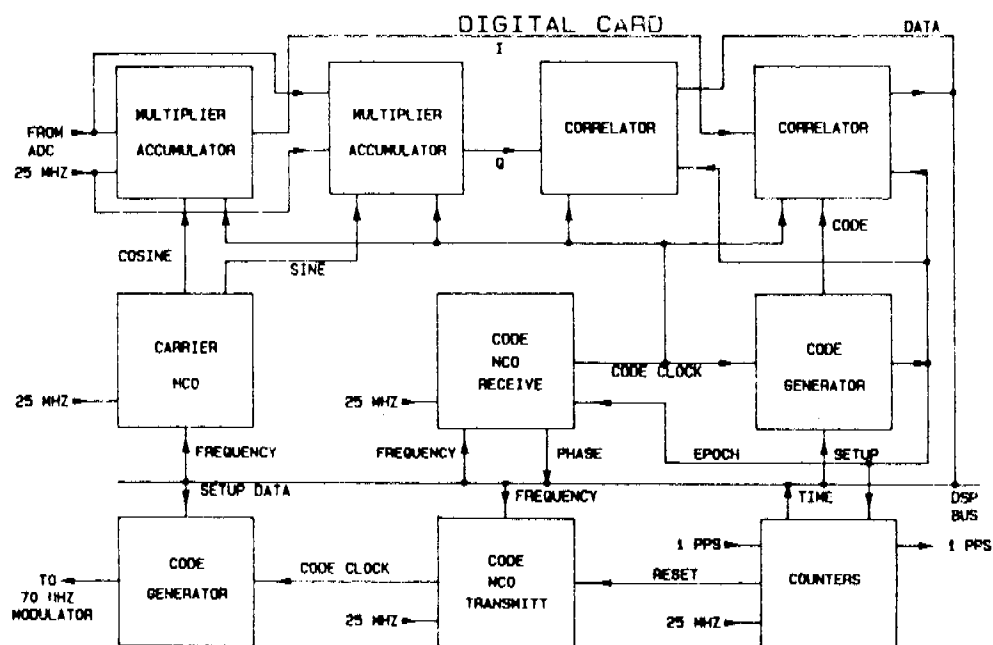 DIGITAL CARD
DATA
I
MULTIPLIER
ACCUMULATOR
MULTIPLIER
ACCUMULATOR
CORRELATOR
CORRELATOR
FROM
ADC
25 MHZ
Q
COSINE
SINE
CODE
CARRIER
NCO
CODE
NCO
RECEIVE
CODE CLOCK
CODE
GENERATOR
25 MHZ
25 MHZ
FREQUENCY
FREQUENCY
PHASE
EPOCH
SETUP
SETUP DATA
FREQUENCY
TIME
DSP
BUS
CODE
GENERATOR
CODE CLOCK
CODE
NCO
TRANSMITT
RESET
1 PPS
COUNTERS
1 PPS
TO
70 MHZ
MODULATOR
25 MHZ
25 MHZ